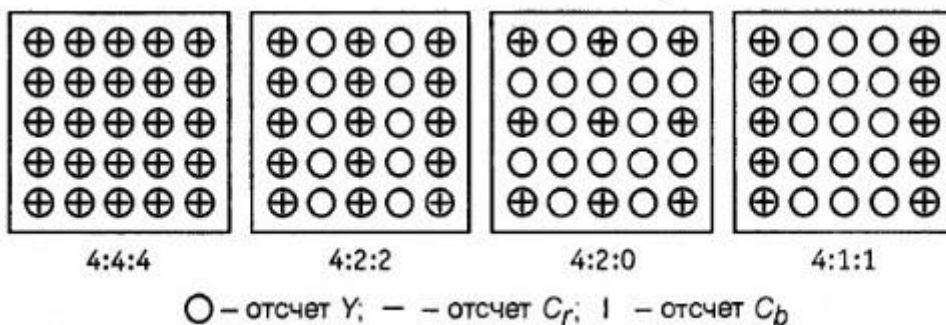 4:4:4 4:2:2 4:2:0 4:1:1
– отсчет Y; – отсчет Cr; – отсчет Cb